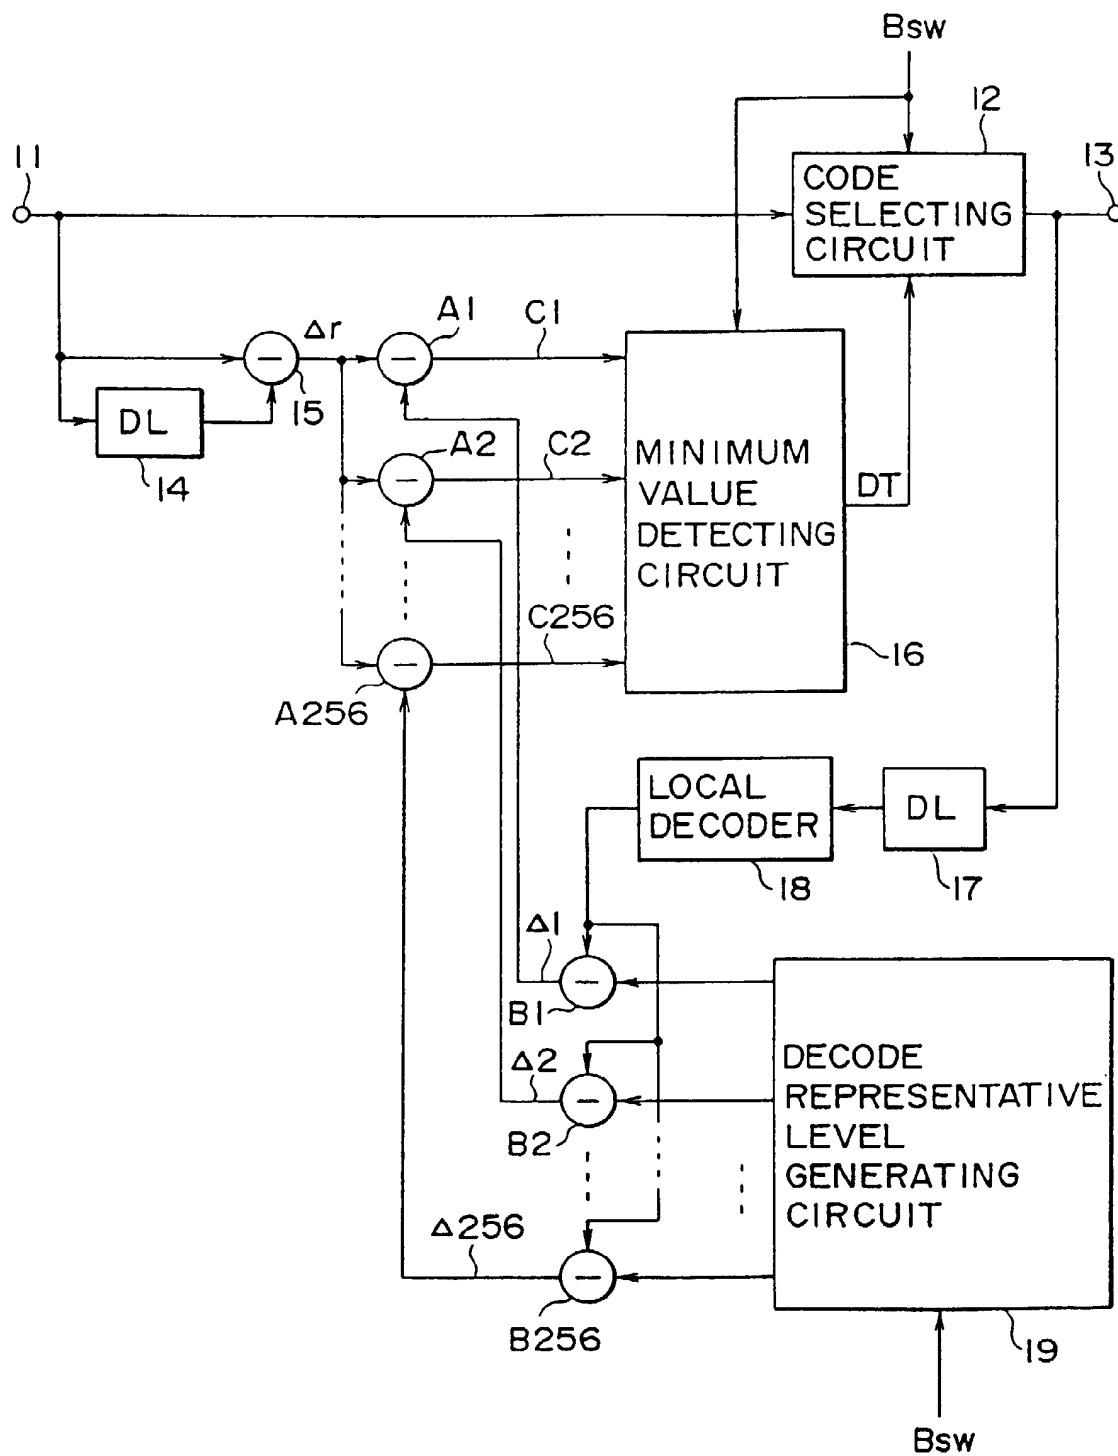 Bsw
11
12
13
CODE
SELECTING
CIRCUIT
Δr
A1
C1
15
DL
14
A2
C2
MINIMUM
VALUE
DETECTING
CIRCUIT
DT
C256
16
A256
LOCAL
DECODER
DL
18
17
Δ1
B1
Δ2
B2
DECODE
REPRESENTATIVE
LEVEL
GENERATING
CIRCUIT
Δ256
B256
19
Bsw